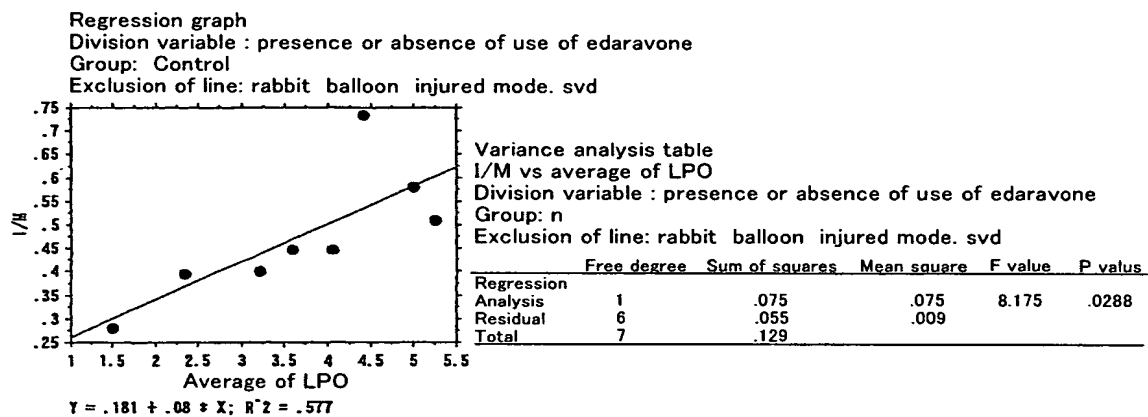 Regression graph
Division variable : presence or absence of use of edaravone
Group: Control
Exclusion of line: rabbit balloon injured mode. svd
.75
.7
.65
.6
.55
.5
.45
.4
.35
.3
.25
I/M
1 1.5 2 2.5 3 3.5 4 4.5 5 5.5
Average of LPO
Y = .181 + .08 * X; R^2 = .577
Variance analysis table
I/M vs average of LPO
Division variable : presence or absence of use of edaravone
Group: n
Exclusion of line: rabbit balloon injured mode. svd
Free degree Sum of squares Mean square F value P valus
Regression
Analysis 1 .075 .075 8.175 .0288
Residual 6 .055 .009
Total 7 .129